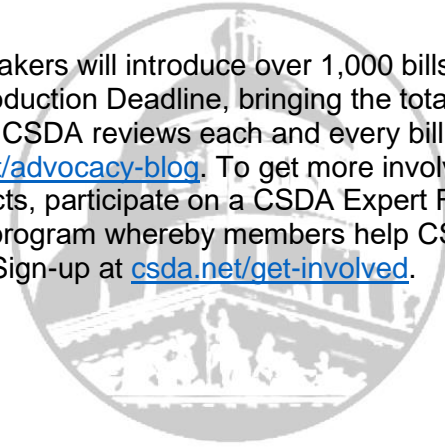 akers will introduce over 1,000 bills
oduction Deadline, bringing the tota
CSDA reviews each and every bill
t/advocacy-blog. To get more involv
cts, participate on a CSDA Expert F
program whereby members help CS
Sign-up at csda.net/get-involved.